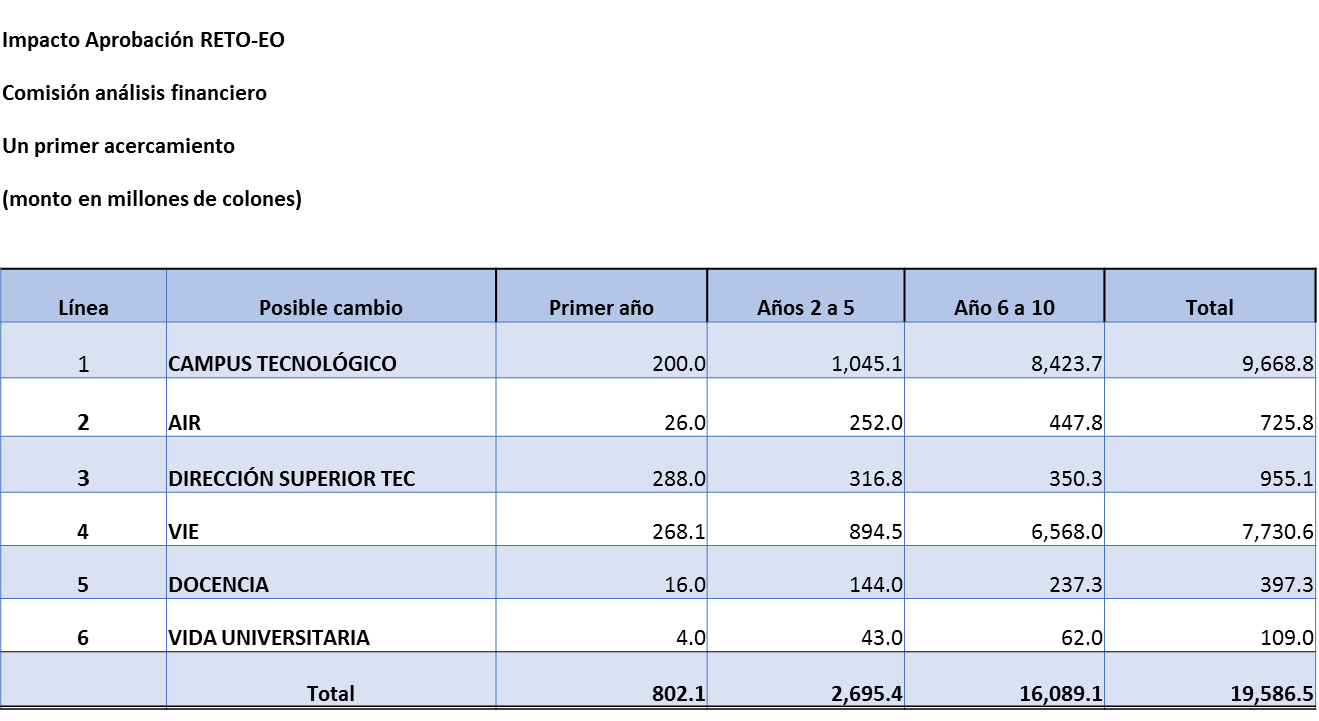 Impacto Aprobación RETO-EO
Comisión análisis financiero
Un primer acercamiento
(monto en millones de colones)
Línea Posible cambio Primer año Años 2 a 5 Año 6 a 10 Total
1 CAMPUS TECNOLÓGICO 200.0 1,045.1 8,423.7 9,668.8
2 AIR 26.0 252.0 447.8 725.8
3 DIRECCIÓN SUPERIOR TEC 288.0 316.8 350.3 955.1
4 VIE 268.1 894.5 6,568.0 7,730.6
5 DOCENCIA 16.0 144.0 237.3 397.3
6 VIDA UNIVERSITARIA 4.0 43.0 62.0 109.0
Total 802.1 2,695.4 16,089.1 19,586.5